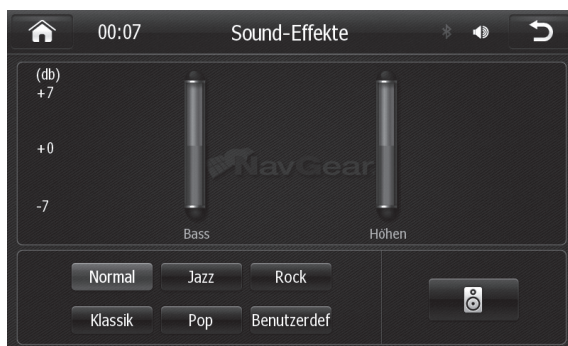 00:07 Sound-Effekte
(db)
+7
+0
-7
NavGear
Bass Höhen
Normal Jazz Rock
Klassik Pop Benutzerdef